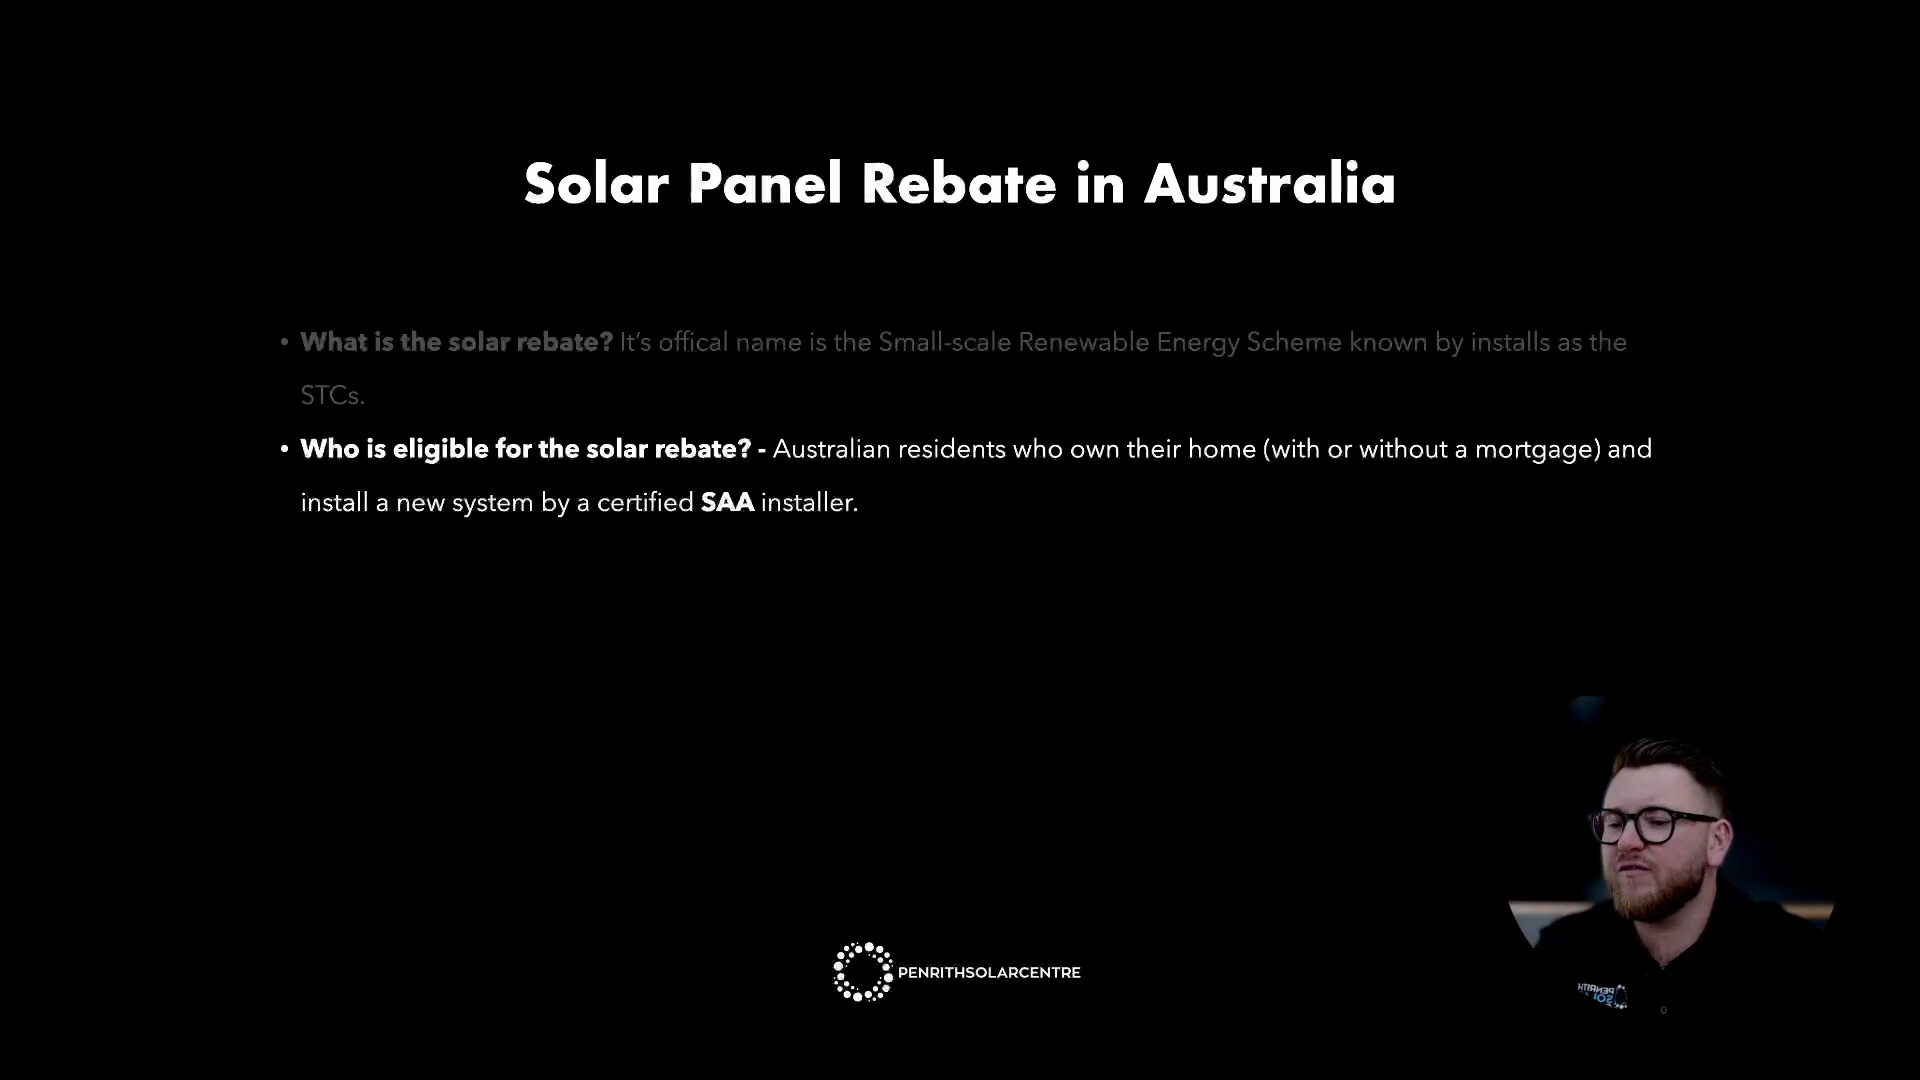 Solar Panel Rebate in Australia
• What is the solar rebate? It’s offical name is the Small-scale Renewable Energy Scheme known by installs as the
STCs.
• Who is eligible for the solar rebate? - Australian residents who own their home (with or without a mortgage) and
install a new system by a certified SAA installer.
PENRITHSOLARCENTRE
PENRITH
SOL